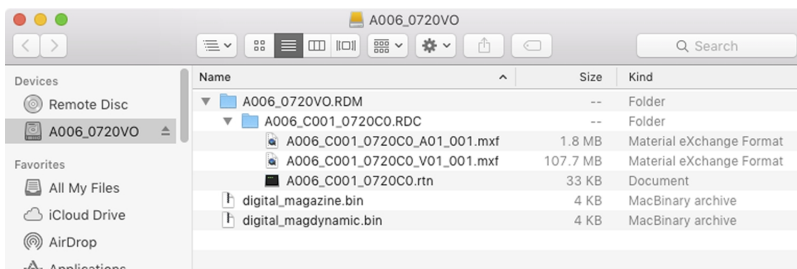 A006_0720VO
Search
Devices
Remote Disc
A006_0720VO
Favorites
All My Files
iCloud Drive
AirDrop
Applications
Name Size Kind
A006_0720VO.RDM -- Folder
A006_C001_0720C0.RDC -- Folder
A006_C001_0720C0_A01_001.mxf 1.8 MB Material eXchange Format
A006_C001_0720C0_V01_001.mxf 107.7 MB Material eXchange Format
A006_C001_0720C0.rtn 33 KB Document
digital_magazine.bin 4 KB MacBinary archive
digital_magdynamic.bin 4 KB MacBinary archive